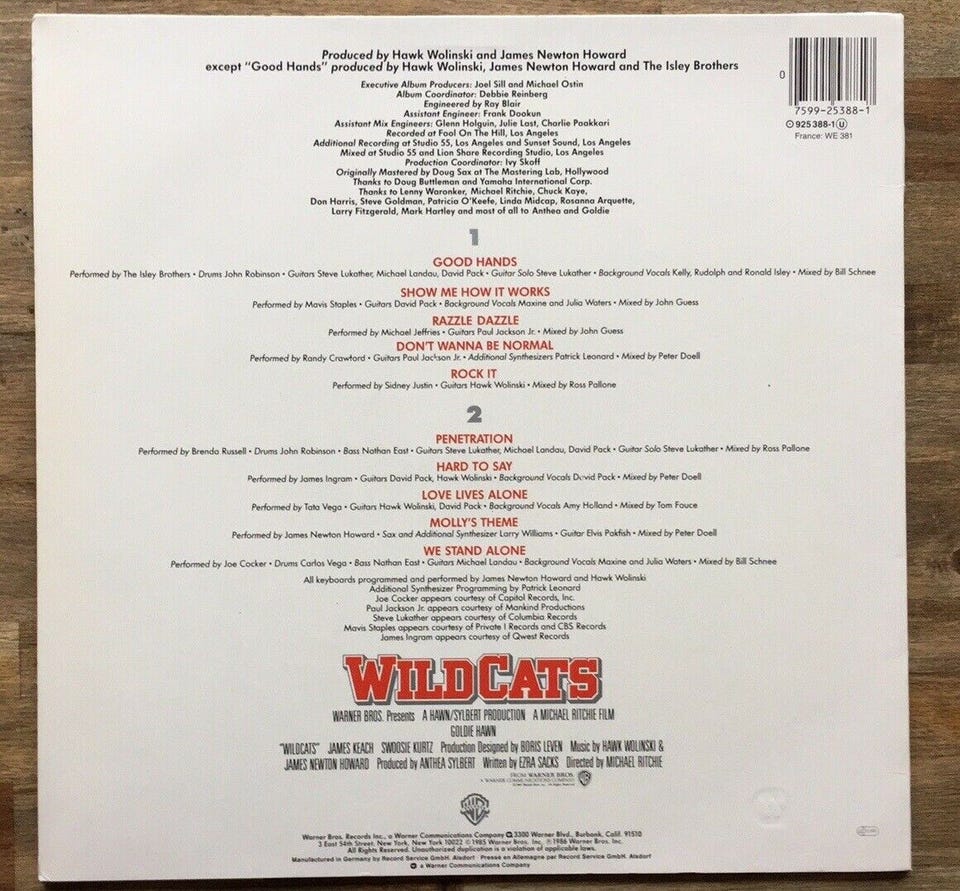 Produced by Hawk Wolinski and James Newton Howard
except "Good Hands" produced by Hawk Wolinski, James Newton Howard and The Isley Brothers
Executive Album Producers: Joel Sill and Michael Ostin
Album Coordinator: Debbie Reinberg
Engineered by Ray Blair
Assistant Engineer: Frank Dookun
Assistant Mix Engineers: Glenn Holguin, Julie Last, Charlie Paakkari
Recorded at Fool On The Hill, Los Angeles
Additional Recording at Studio 55, Los Angeles and Sunset Sound, Los Angeles
Mixed at Studio 55 and Lion Share Recording Studio, Los Angeles
Production Coordinator: Ivy Skoff
Originally Mastered by Doug Sax at The Mastering Lab, Hollywood
Thanks to Doug Buttleman and Yamaha International Corp.
Thanks to Lenny Waronker, Michael Ritchie, Chuck Kaye,
Don Harris, Steve Goldman, Patricia O'Keefe, Linda Midcap, Rosanna Arquette,
Larry Fitzgerald, Mark Hartley and most of all to Anthea and Goldie
0
7599-25388-1
℗ 925 388-1 Ⓤ
France: WE 381
1
GOOD HANDS
Performed by The Isley Brothers • Drums John Robinson • Guitars Steve Lukather, Michael Landau, David Pack • Guitar Solo Steve Lukather • Background Vocals Kelly, Rudolph and Ronald Isley • Mixed by Bill Schnee
SHOW ME HOW IT WORKS
Performed by Mavis Staples • Guitars David Pack • Background Vocals Maxine and Julia Waters • Mixed by John Guess
RAZZLE DAZZLE
Performed by Michael Jeffries • Guitars Paul Jackson Jr. • Mixed by John Guess
DON'T WANNA BE NORMAL
Performed by Randy Crawford • Guitars Paul Jackson Jr. • Additional Synthesizers Patrick Leonard • Mixed by Peter Doell
ROCK IT
Performed by Sidney Justin • Guitars Hawk Wolinski • Mixed by Ross Pallone
2
PENETRATION
Performed by Brenda Russell • Drums John Robinson • Bass Nathan East • Guitars Steve Lukather, Michael Landau, David Pack • Guitar Solo Steve Lukather • Mixed by Ross Pallone
HARD TO SAY
Performed by James Ingram • Guitars David Pack, Hawk Wolinski • Background Vocals David Pack • Mixed by Peter Doell
LOVE LIVES ALONE
Performed by Tata Vega • Guitars Hawk Wolinski, David Pack • Background Vocals Amy Holland • Mixed by Tom Fouce
MOLLY'S THEME
Performed by James Newton Howard • Sax and Additional Synthesizer Larry Williams • Guitar Elvis Pakfish • Mixed by Peter Doell
WE STAND ALONE
Performed by Joe Cocker • Drums Carlos Vega • Bass Nathan East • Guitars Michael Landau • Background Vocals Maxine and Julia Waters • Mixed by Bill Schnee
All keyboards programmed and performed by James Newton Howard and Hawk Wolinski
Additional Synthesizer Programming by Patrick Leonard
Joe Cocker appears courtesy of Capitol Records, Inc.
Paul Jackson Jr. appears courtesy of Mankind Productions
Steve Lukather appears courtesy of Columbia Records
Mavis Staples appears courtesy of Private I Records and CBS Records
James Ingram appears courtesy of Qwest Records
WILDCATS
WARNER BROS. Presents A HAWN/SYLBERT PRODUCTION A MICHAEL RITCHIE FILM
GOLDIE HAWN
"WILDCATS" JAMES KEACH SWOOSIE KURTZ Production Designed by BORIS LEVEN Music by HAWK WOLINSKI &
JAMES NEWTON HOWARD Produced by ANTHEA SYLBERT Written by EZRA SACKS Directed by MICHAEL RITCHIE
FROM WARNER BROS.
A WARNER COMMUNICATIONS COMPANY
Warner Bros. Records Inc., a Warner Communications Company 3300 Warner Blvd., Burbank, Calif. 91510
3 East 54th Street, New York, New York 10022 © 1985 Warner Bros. Inc. ℗ 1986 Warner Bros. Inc.
All Rights Reserved. Unauthorized duplication is a violation of applicable laws.
Manufactured in Germany by Record Service GmbH, Alsdorf Pressé en Allemagne par Record Service GmbH, Alsdorf
a Warner Communications Company